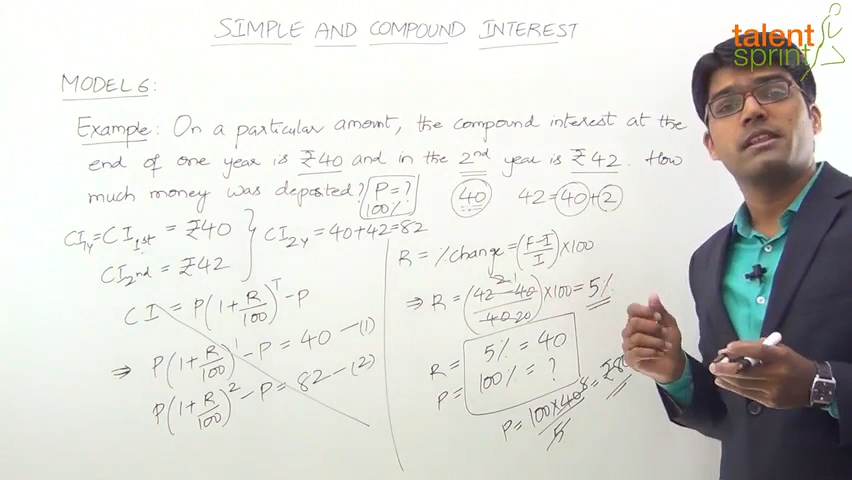 SIMPLE AND COMPOUND INTEREST
talent
sprint
MODEL 6:
Example: On a particular amount, the compound interest at the
end of one year is ₹40 and in the 2nd year is ₹42. How
much money was deposited? P=?
100%
40
42=40+2
CI1Y=CI1st = ₹40
CI2nd = ₹42
CI2Y = 40+42=82
CI = P(1+R/100)^T - P
⇒ P(1+R/100)^1 - P = 40 —(1)
P(1+R/100)^2 - P = 82 —(2)
R = % change = (F-I/I)×100
⇒ R = (42-40/40)×100 = 5%
R = 5% = 40
P = 100% = ?
P = 100×40/5 = ₹80